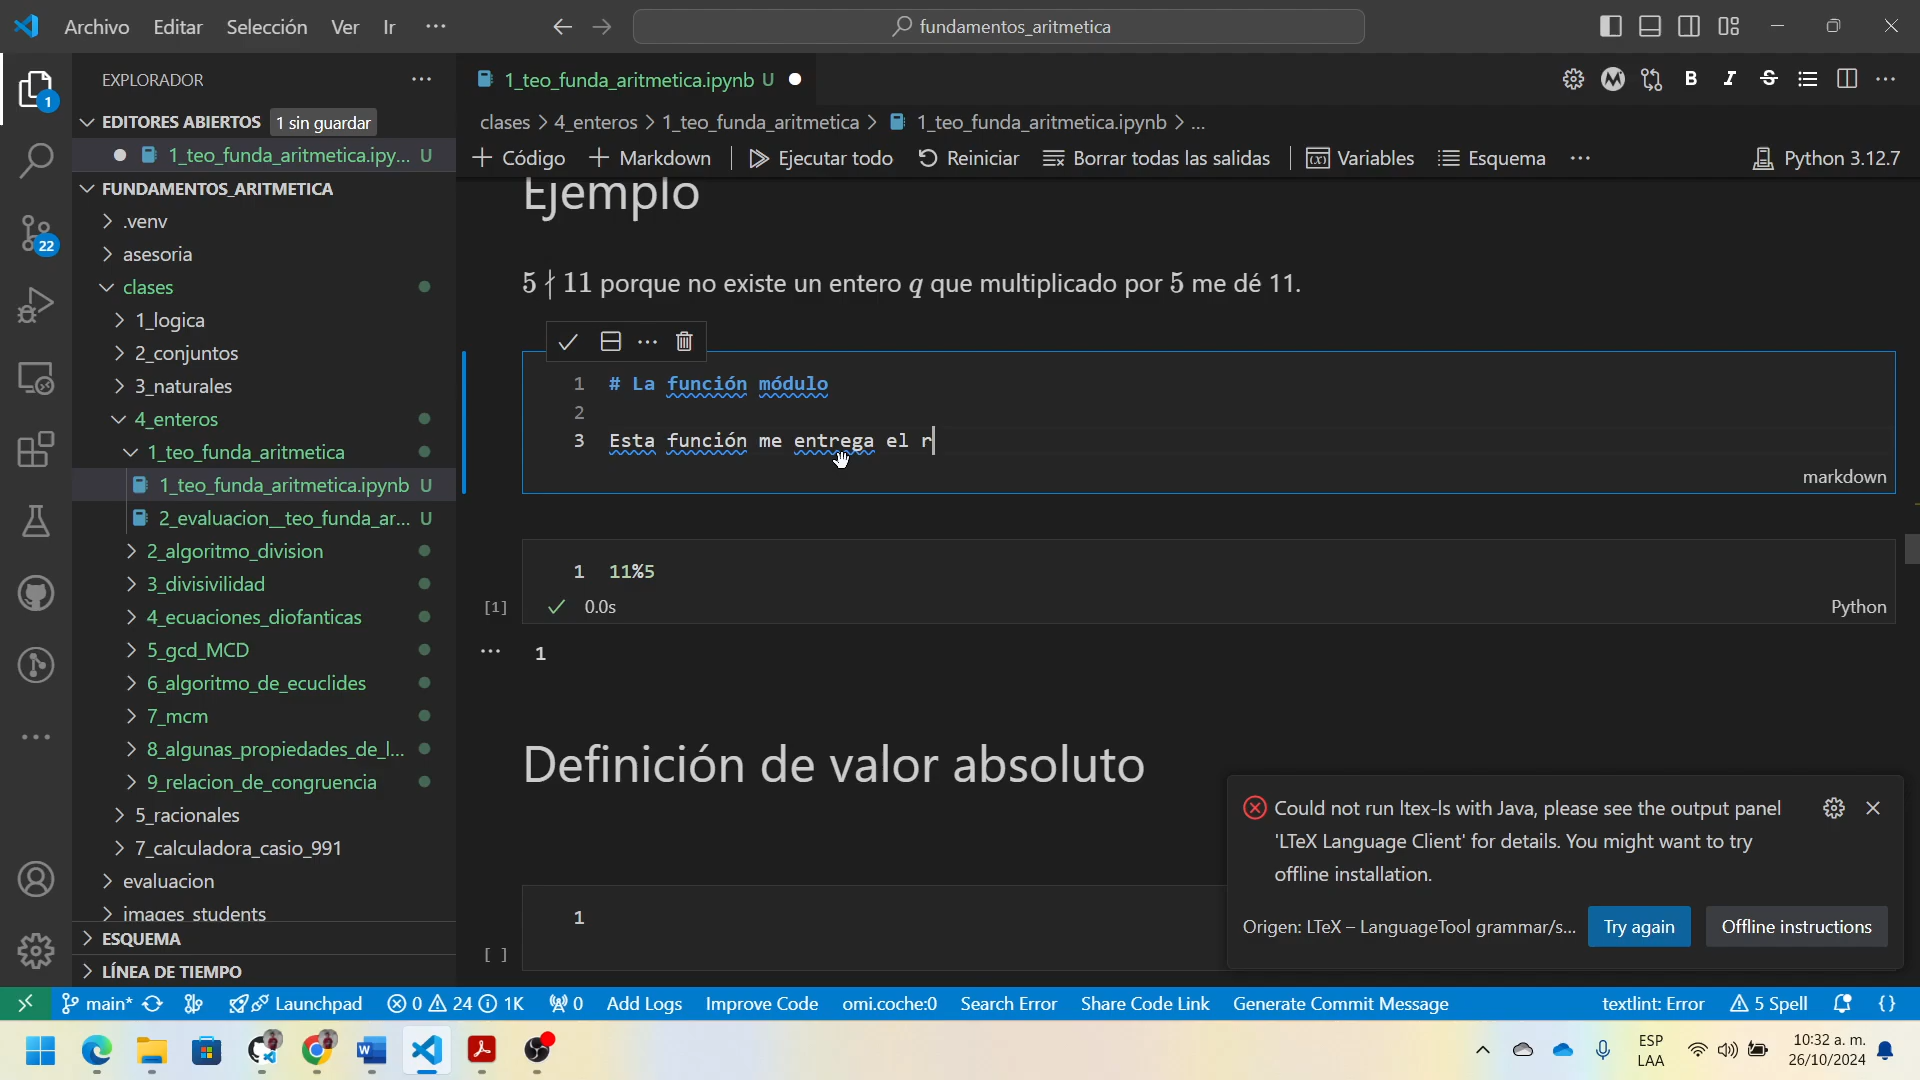 Archivo Editar Selección Ver Ir ···
fundamentos_aritmetica
EXPLORADOR ···
1_teo_funda_aritmetica.ipynb U
EDITORES ABIERTOS 1 sin guardar
clases > 4_enteros > 1_teo_funda_aritmetica > 1_teo_funda_aritmetica.ipynb > ...
1_teo_funda_aritmetica.ipy... U
Código Markdown Ejecutar todo Reiniciar Borrar todas las salidas Variables Esquema ··· Python 3.12.7
FUNDAMENTOS_ARITMETICA
.venv
asesoria
clases
1_logica
2_conjuntos
3_naturales
4_enteros
1_teo_funda_aritmetica
1_teo_funda_aritmetica.ipynb U
2_evaluacion__teo_funda_ar... U
2_algoritmo_division
3_divisivilidad
4_ecuaciones_diofanticas
5_gcd_MCD
6_algoritmo_de_ecuclides
7_mcm
8_algunas_propiedades_de_l...
9_relacion_de_congruencia
5_racionales
7_calculadora_casio_991
evaluacion
images_students
ESQUEMA
LÍNEA DE TIEMPO
1
22
Ejemplo
5 ∤ 11 porque no existe un entero q que multiplicado por 5 me dé 11.
1 # La función módulo
2
3 Esta función me entrega el r
markdown
1 11%5
[1] 0.0s Python
··· 1
Definición de valor absoluto
1
[ ]
Could not run ltex-ls with Java, please see the output panel
'LTeX Language Client' for details. You might want to try
offline installation.
Origen: LTeX – LanguageTool grammar/s... Try again Offline instructions
main* Launchpad 0 24 1K 0 Add Logs Improve Code omi.coche:0 Search Error Share Code Link Generate Commit Message textlint: Error 5 Spell {}
ESP
LAA
10:32 a. m.
26/10/2024